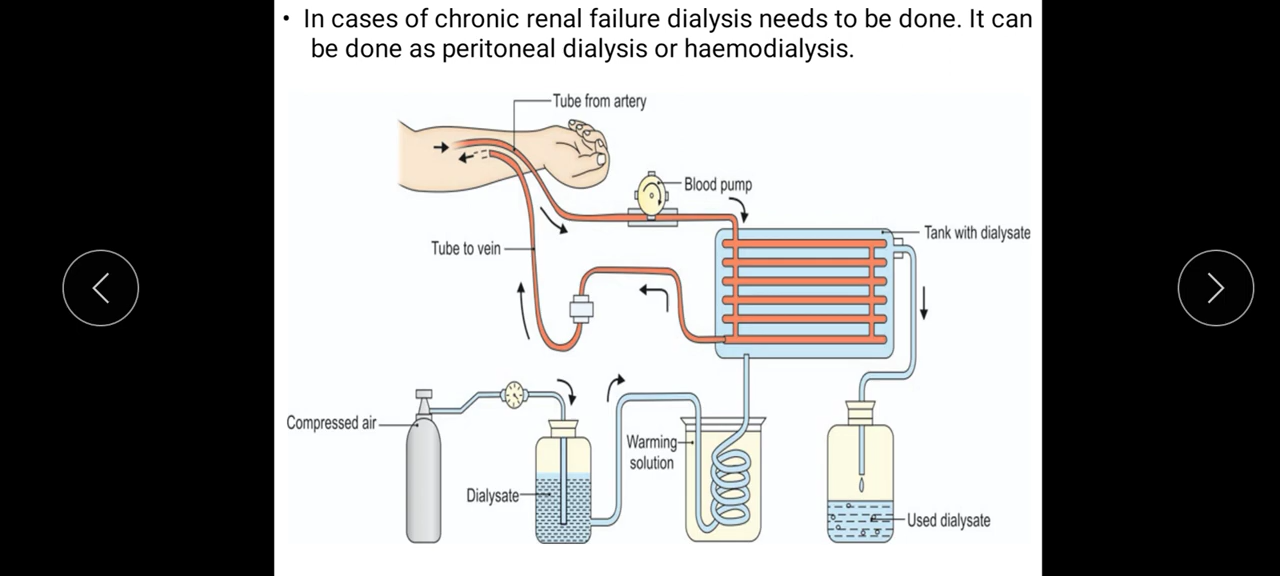 • In cases of chronic renal failure dialysis needs to be done. It can
be done as peritoneal dialysis or haemodialysis.
Tube from artery
Blood pump
Tank with dialysate
Tube to vein
Compressed air
Warming
solution
Dialysate
Used dialysate